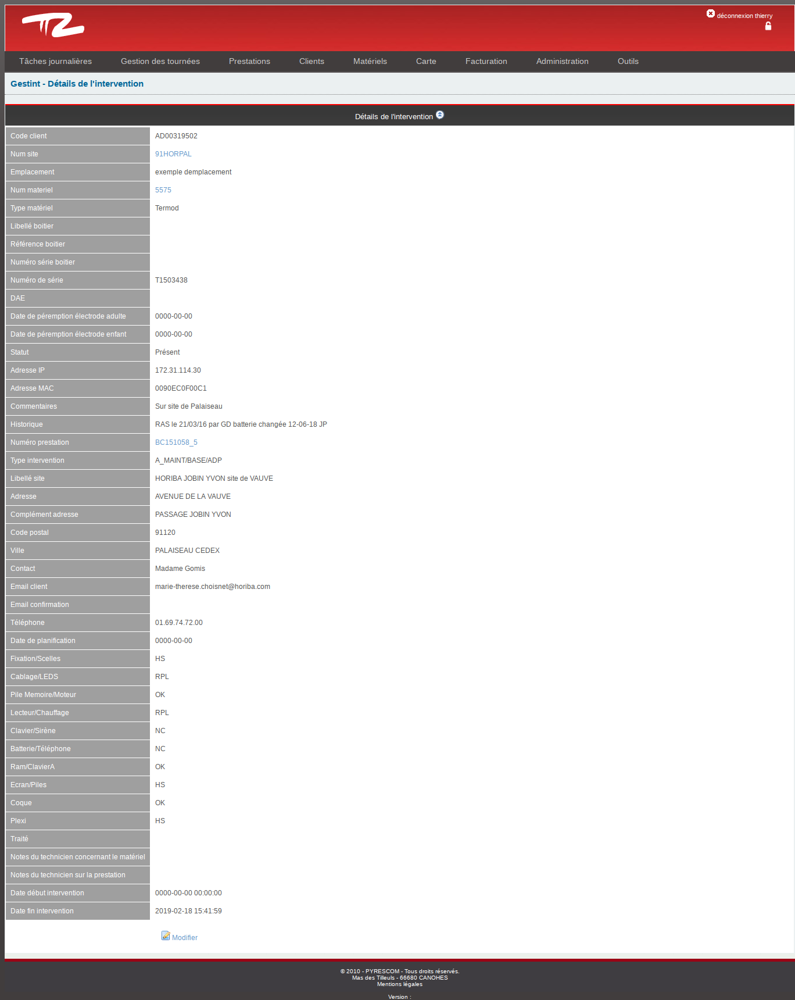 déconnexion thierry
Tâches journalières Gestion des tournées Prestations Clients Matériels Carte Facturation Administration Outils
Gestint - Détails de l'intervention
Détails de l'intervention
Code client AD00319502
Num site 91HORPAL
Emplacement exemple demplacement
Num materiel 5575
Type matériel Termod
Libellé boitier
Référence boitier
Numéro série boitier
Numéro de série T1503438
DAE
Date de péremption électrode adulte 0000-00-00
Date de péremption électrode enfant 0000-00-00
Statut Présent
Adresse IP 172.31.114.30
Adresse MAC 0090EC0F00C1
Commentaires Sur site de Palaiseau
Historique RAS le 21/03/16 par GD batterie changée 12-06-18 JP
Numéro prestation BC151058_5
Type intervention A_MAINT/BASE/ADP
Libellé site HORIBA JOBIN YVON site de VAUVE
Adresse AVENUE DE LA VAUVE
Complément adresse PASSAGE JOBIN YVON
Code postal 91120
Ville PALAISEAU CEDEX
Contact Madame Gomis
Email client marie-therese.choisnet@horiba.com
Email confirmation
Téléphone 01.69.74.72.00
Date de planification 0000-00-00
Fixation/Scelles HS
Cablage/LEDS RPL
Pile Memoire/Moteur OK
Lecteur/Chauffage RPL
Clavier/Sirène NC
Batterie/Téléphone NC
Ram/ClavierA OK
Ecran/Piles HS
Coque OK
Plexi HS
Traité
Notes du technicien concernant le matériel
Notes du technicien sur la prestation
Date début intervention 0000-00-00 00:00:00
Date fin intervention 2019-02-18 15:41:59
Modifier
© 2010 - PYRESCOM - Tous droits réservés.
Mas des Tilleuls - 66680 CANOHES
Mentions légales
Version :